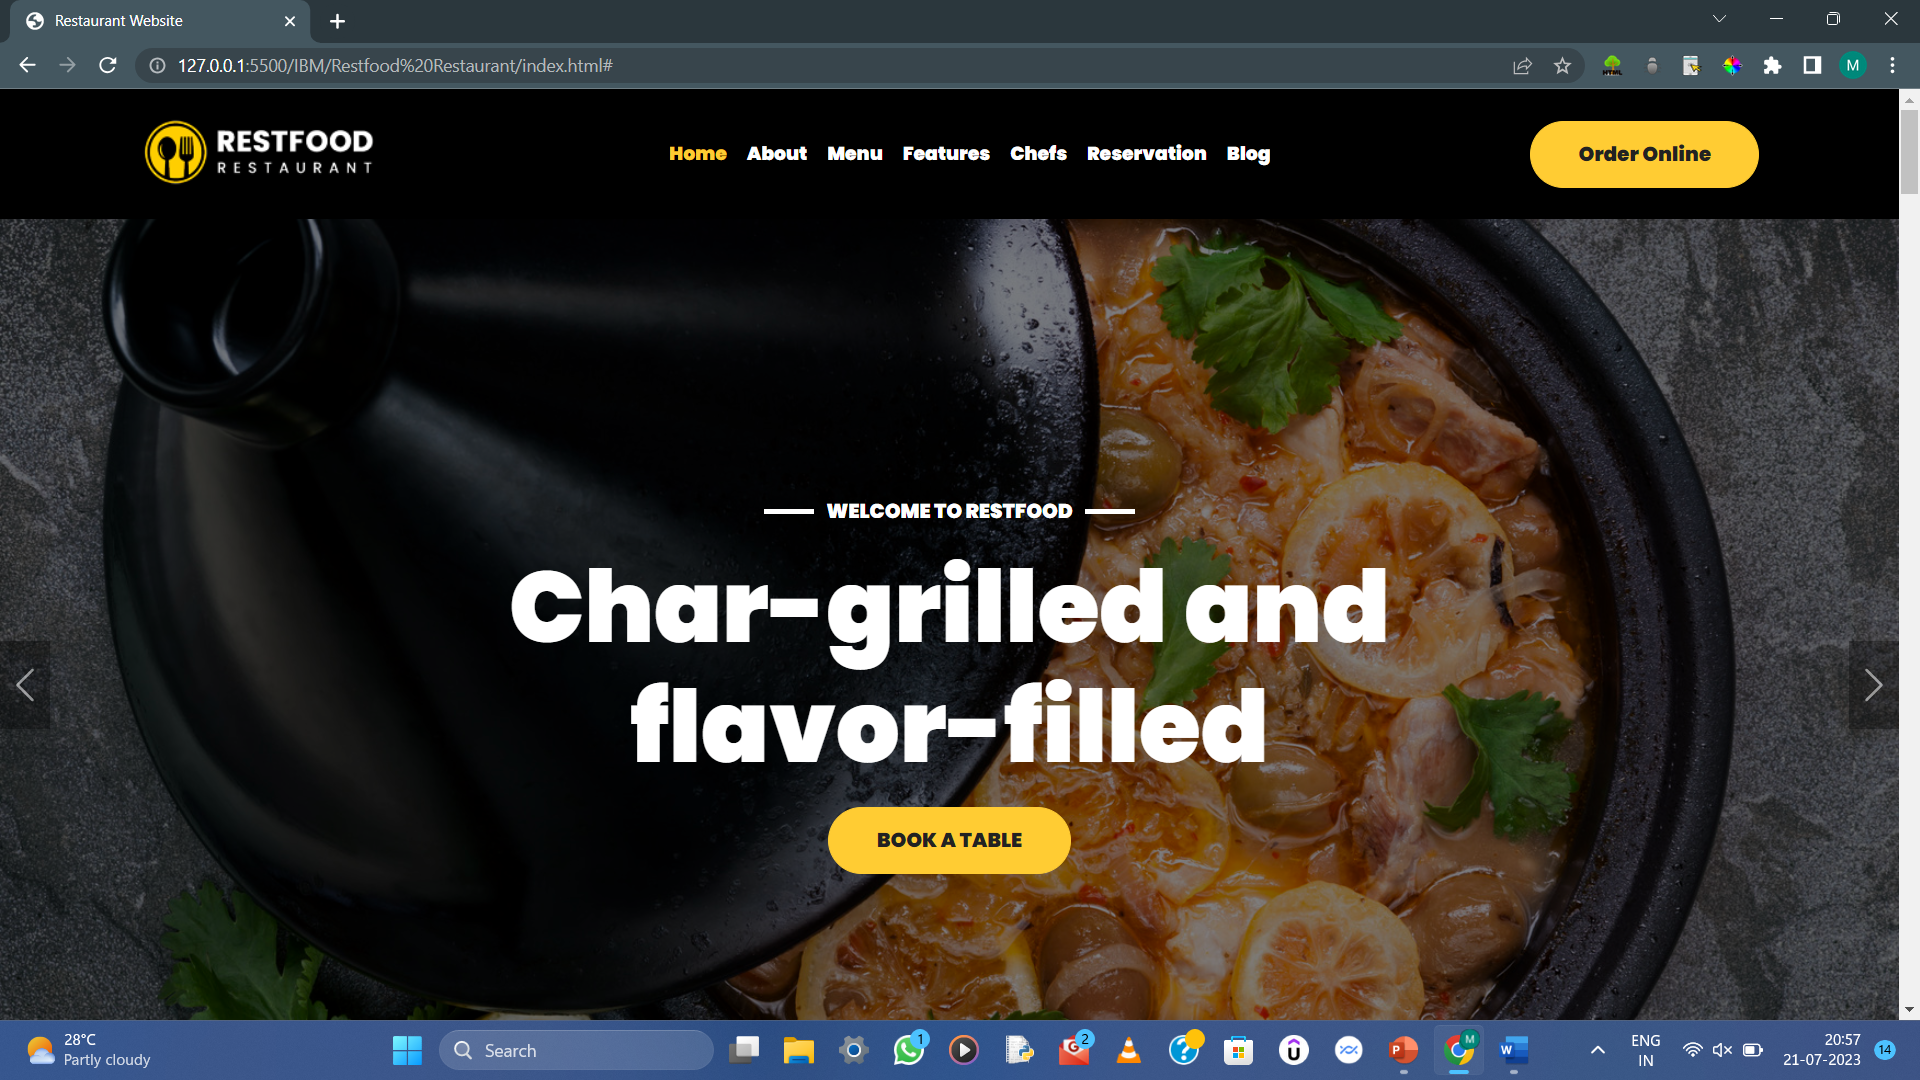 Restaurant Website
127.0.0.1:5500/IBM/Restfood%20Restaurant/index.html#
HTML
M
RESTFOOD
RESTAURANT
Home About Menu Features Chefs Reservation Blog
Order Online
WELCOME TO RESTFOOD
Char-grilled and
flavor-filled
BOOK A TABLE
28°C
Partly cloudy
Search
1
2
M
ENG
IN
20:57
21-07-2023
14